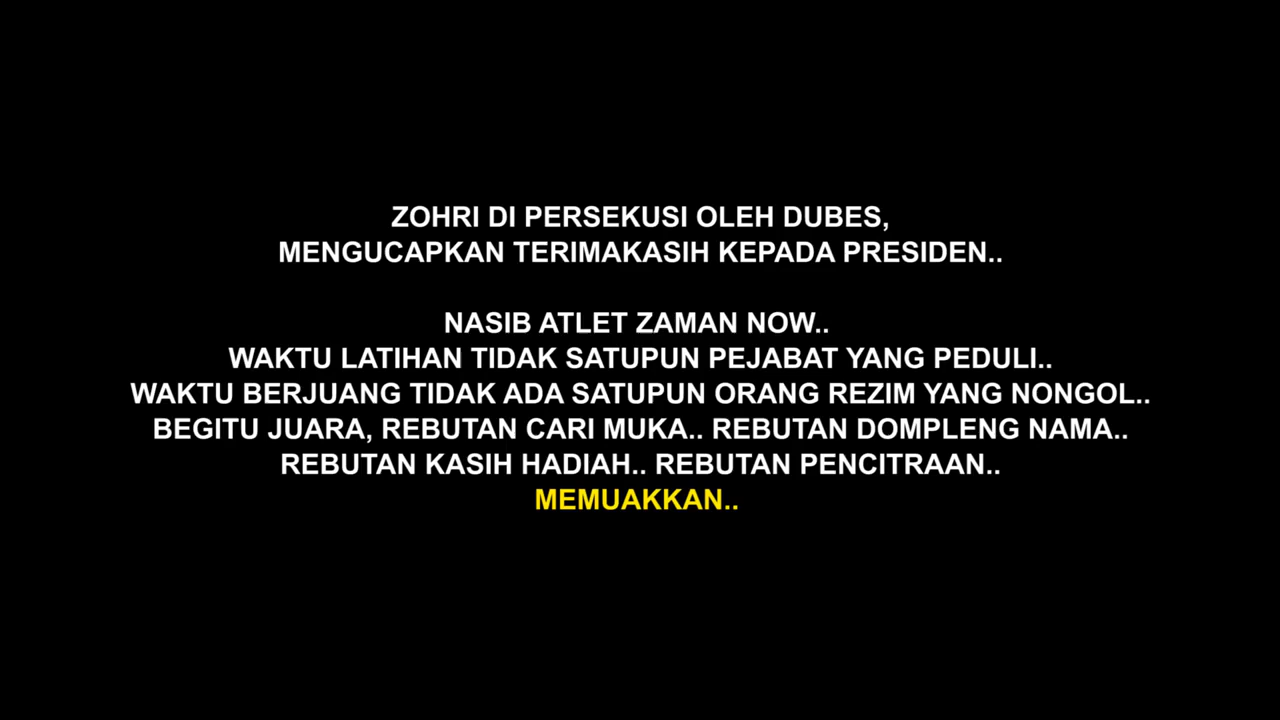 ZOHRI DI PERSEKUSI OLEH DUBES,
MENGUCAPKAN TERIMAKASIH KEPADA PRESIDEN..
NASIB ATLET ZAMAN NOW..
WAKTU LATIHAN TIDAK SATUPUN PEJABAT YANG PEDULI..
WAKTU BERJUANG TIDAK ADA SATUPUN ORANG REZIM YANG NONGOL..
BEGITU JUARA, REBUTAN CARI MUKA.. REBUTAN DOMPLENG NAMA..
REBUTAN KASIH HADIAH.. REBUTAN PENCITRAAN..
MEMUAKKAN..